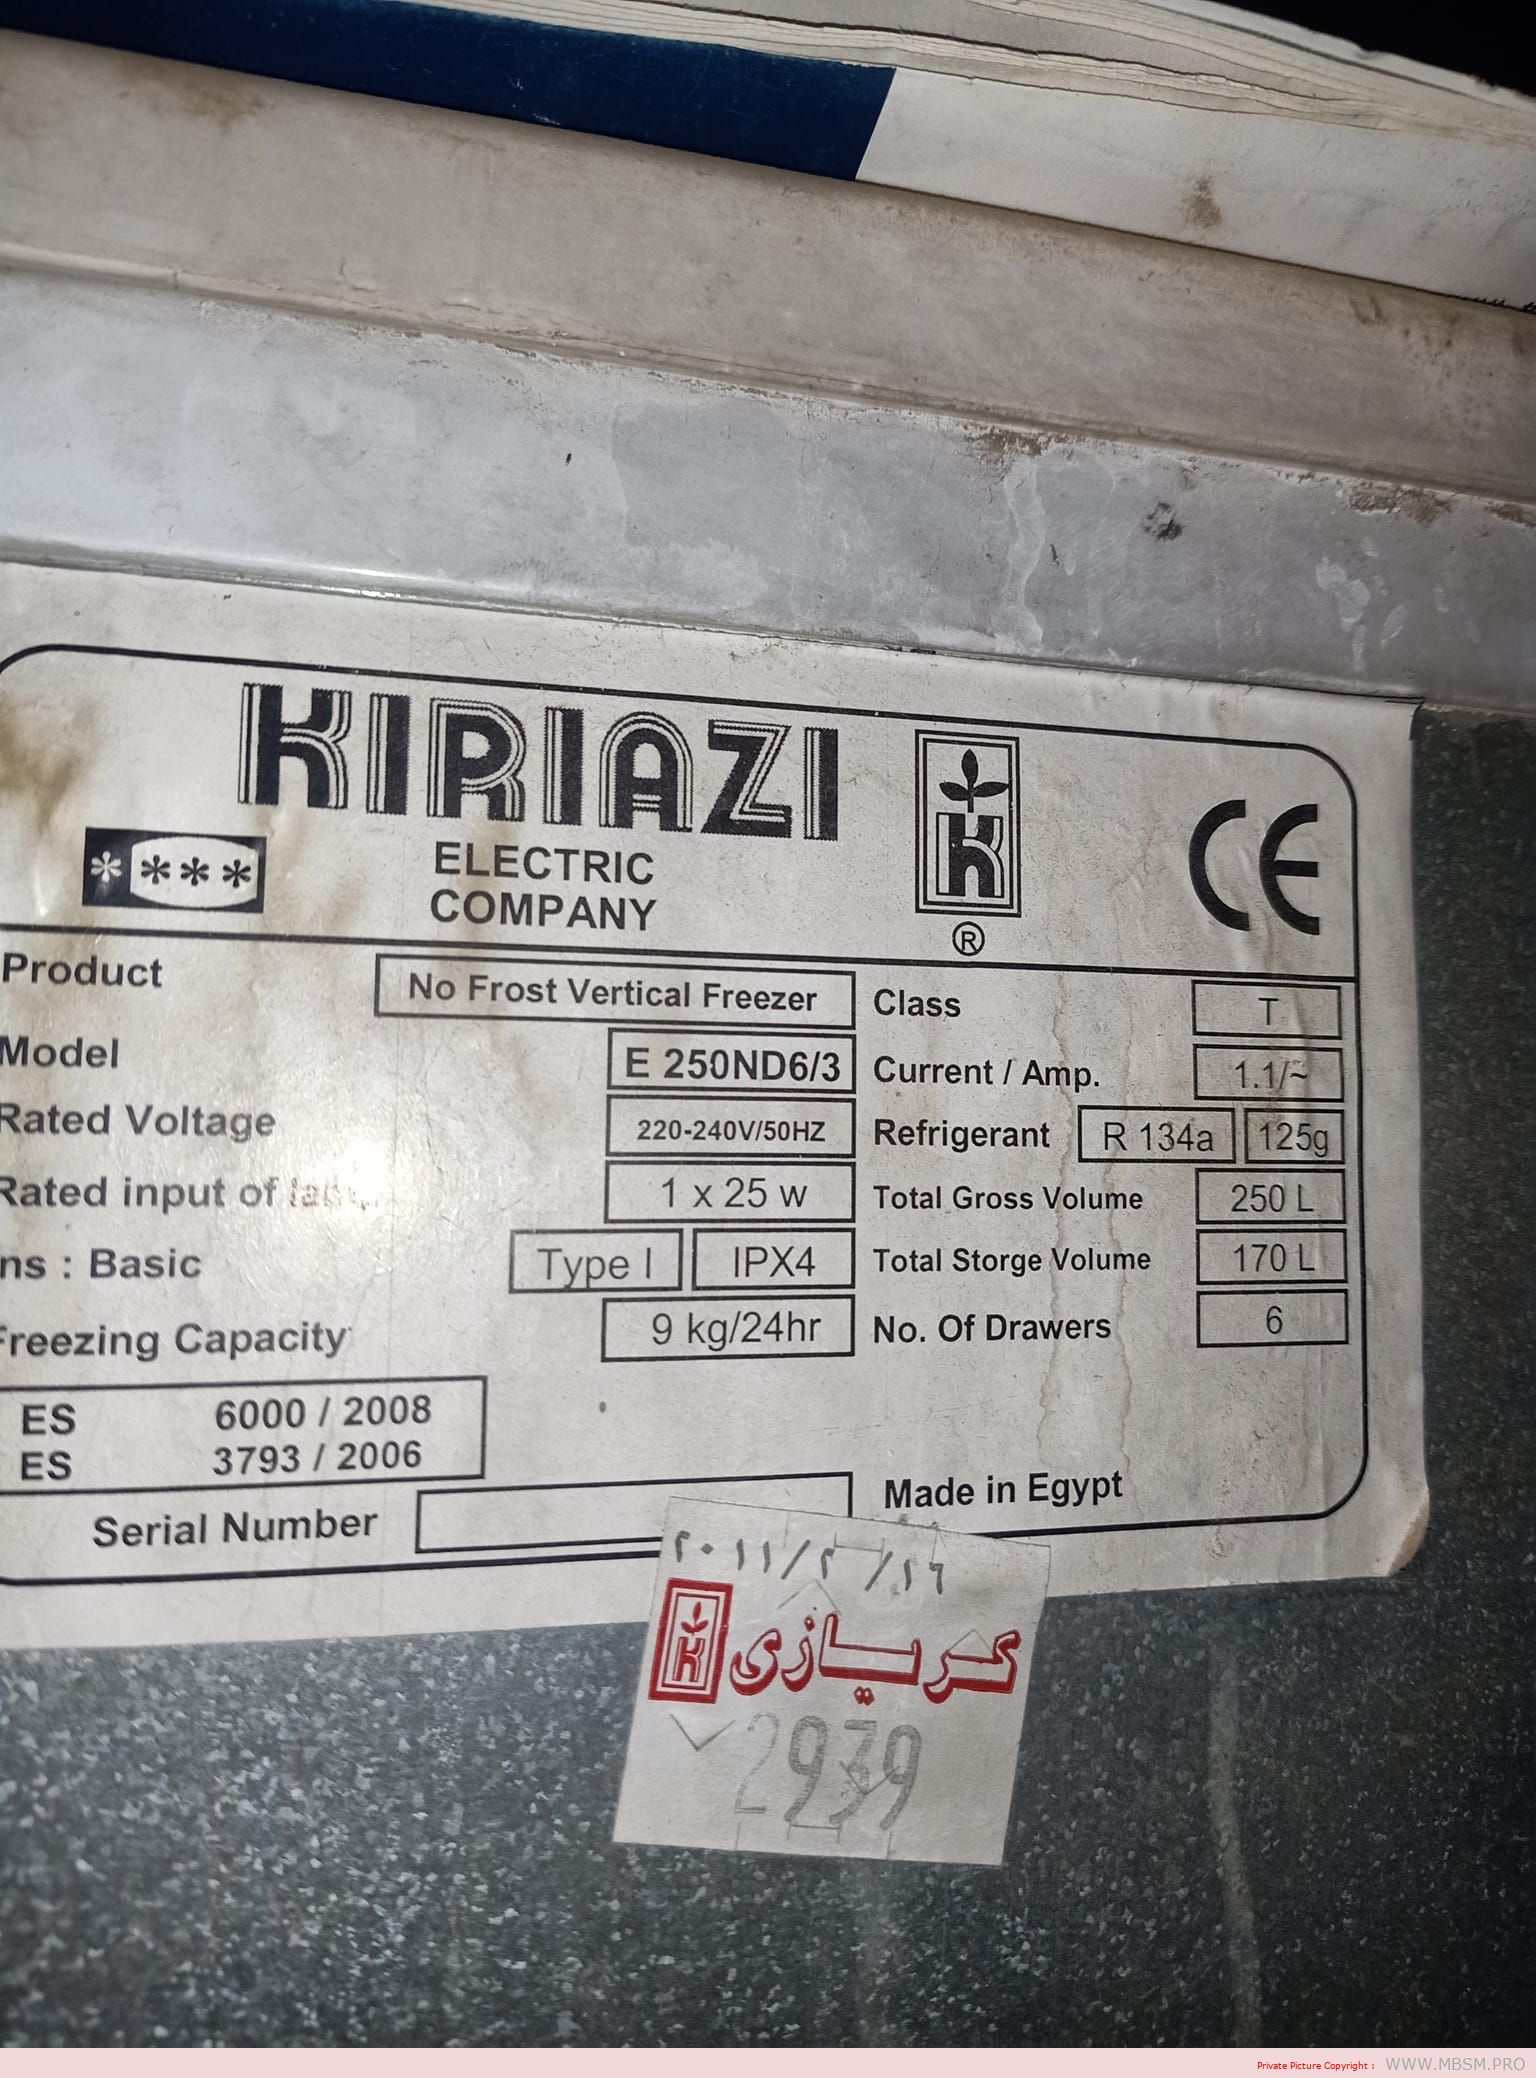 KIRIAZI
ELECTRIC
COMPANY
®
CE
Product No Frost Vertical Freezer
Class T
Model E 250ND6/3
Current / Amp. 1.1/~
Rated Voltage 220-240V/50HZ
Refrigerant R 134a 125g
Rated input of 1 x 25 w
Total Gross Volume 250 L
ns : Basic Type I IPX4
Total Storge Volume 170 L
Freezing Capacity 9 kg/24hr
No. Of Drawers 6
ES 6000 / 2008
ES 3793 / 2006
Made in Egypt
Serial Number
٢٠١١/٢/١٦
كريازى
2939
Private Picture Copyright : WWW.MBSM.PRO